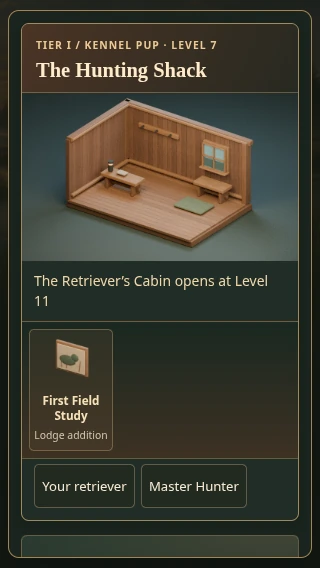 TIER I / KENNEL PUP · LEVEL 7
The Hunting Shack
The Retriever’s Cabin opens at Level
11
First Field
Study
Lodge addition
Your retriever
Master Hunter